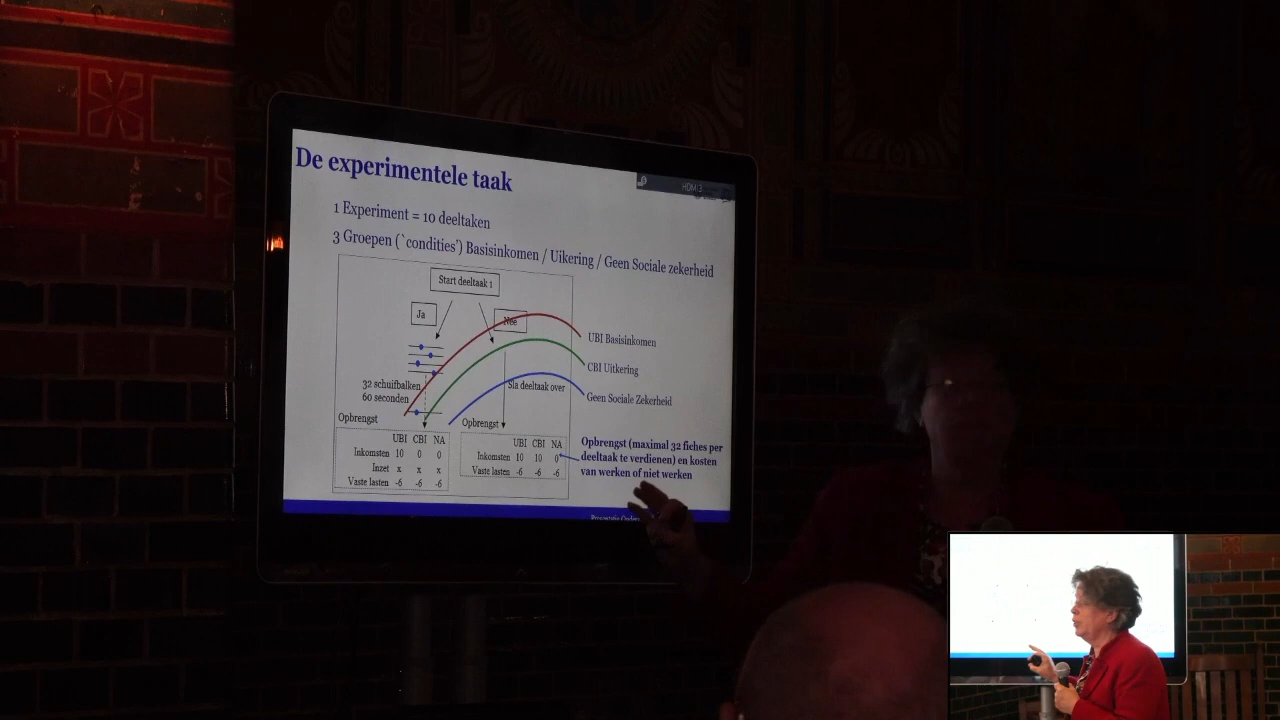 De experimentele taak
HDMI3
1 Experiment = 10 deeltaken
3 Groepen (`condities') Basisinkomen / Uikering / Geen Sociale zekerheid
Start deeltaak 1
Ja
Nee
UBI Basisinkomen
CBI Uitkering
Geen Sociale Zekerheid
32 schuifbalken
60 seconden
Sla deeltaak over
Opbrengst
Opbrengst
UBI CBI NA
Inkomsten 10 0 0
Inzet x x x
Vaste lasten -6 -6 -6
UBI CBI NA
Inkomsten 10 10 0
Vaste lasten -6 -6 -6
Opbrengst (maximal 32 fiches per
deeltaak te verdienen) en kosten
van werken of niet werken
Presentatie